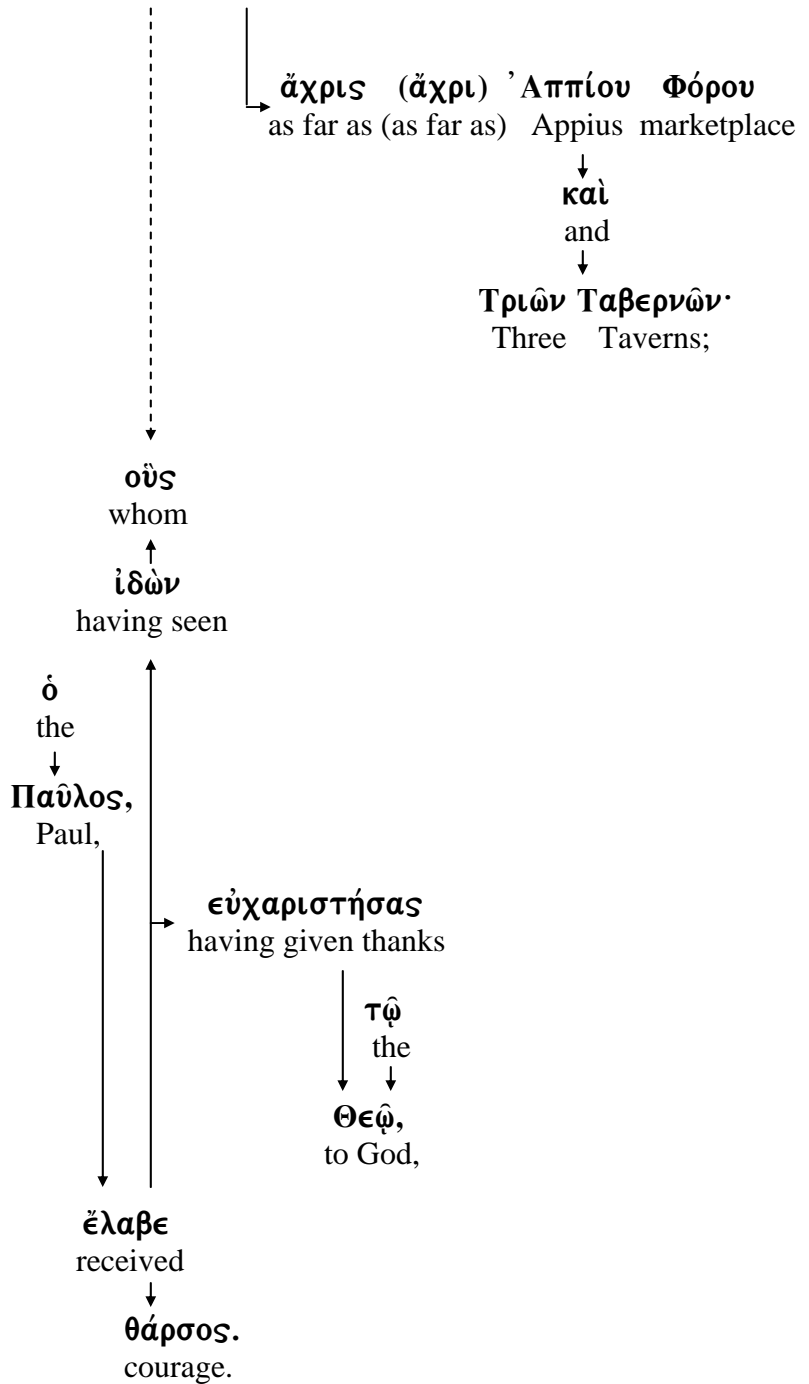 ἄχρις (ἄχρι) ᾿Αππίου Φόρου
as far as (as far as) Appius marketplace
καὶ
and
Τριῶν Ταβερνῶν·
Three Taverns;
οὓς
whom
ἰδὼν
having seen
ὁ
the
Παῦλος,
Paul,
εὐχαριστήσας
having given thanks
τῷ
the
Θεῷ,
to God,
ἔλαβε
received
θάρσος.
courage.